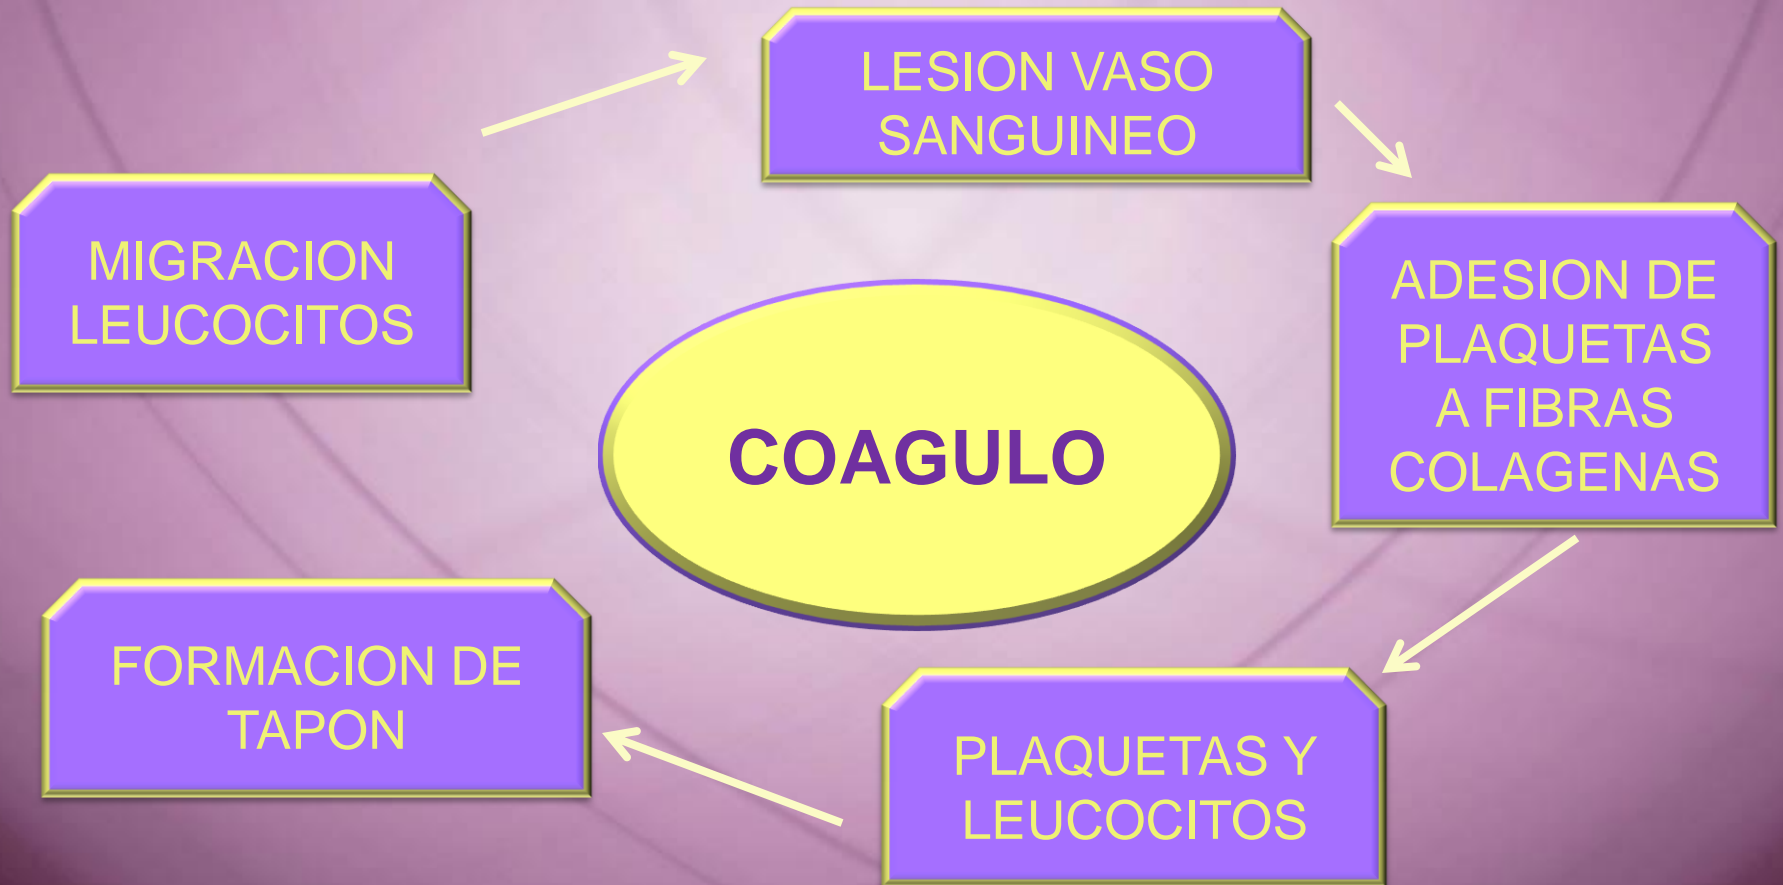 LESION VASO
SANGUINEO
MIGRACION
LEUCOCITOS
ADESION DE
PLAQUETAS
A FIBRAS
COLAGENAS
COAGULO
FORMACION DE
TAPON
PLAQUETAS Y
LEUCOCITOS